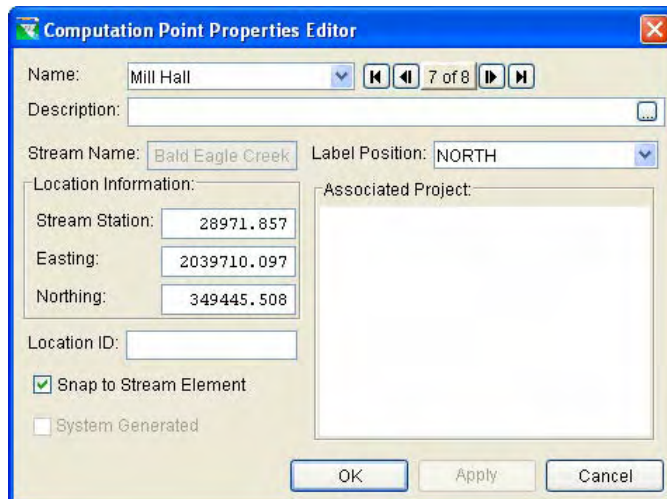 Computation Point Properties Editor
Name: Mill Hall 7 of 8
Description: ...
Stream Name: Bald Eagle Creek Label Position: NORTH
Location Information: Associated Project:
Stream Station: 28971.857
Easting: 2039710.097
Northing: 349445.508
Location ID:
Snap to Stream Element
System Generated
OK Apply Cancel